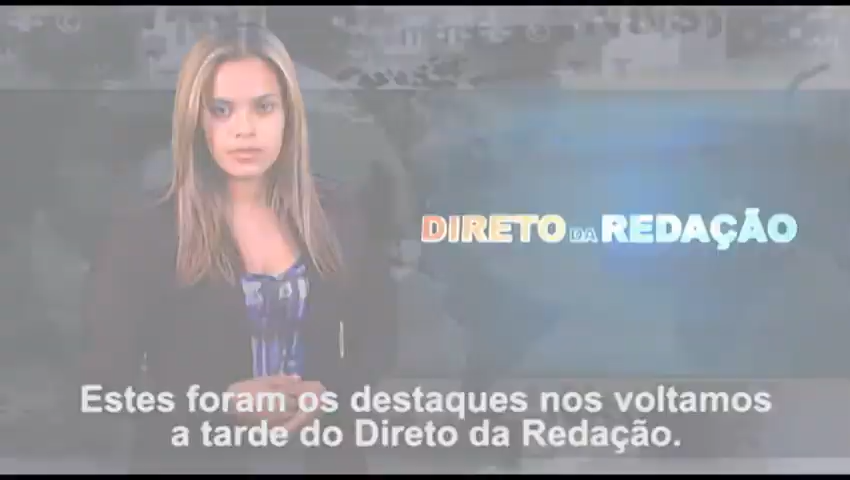 DIRETO DA REDAÇÃO
Estes foram os destaques nos voltamos
a tarde do Direto da Redação.